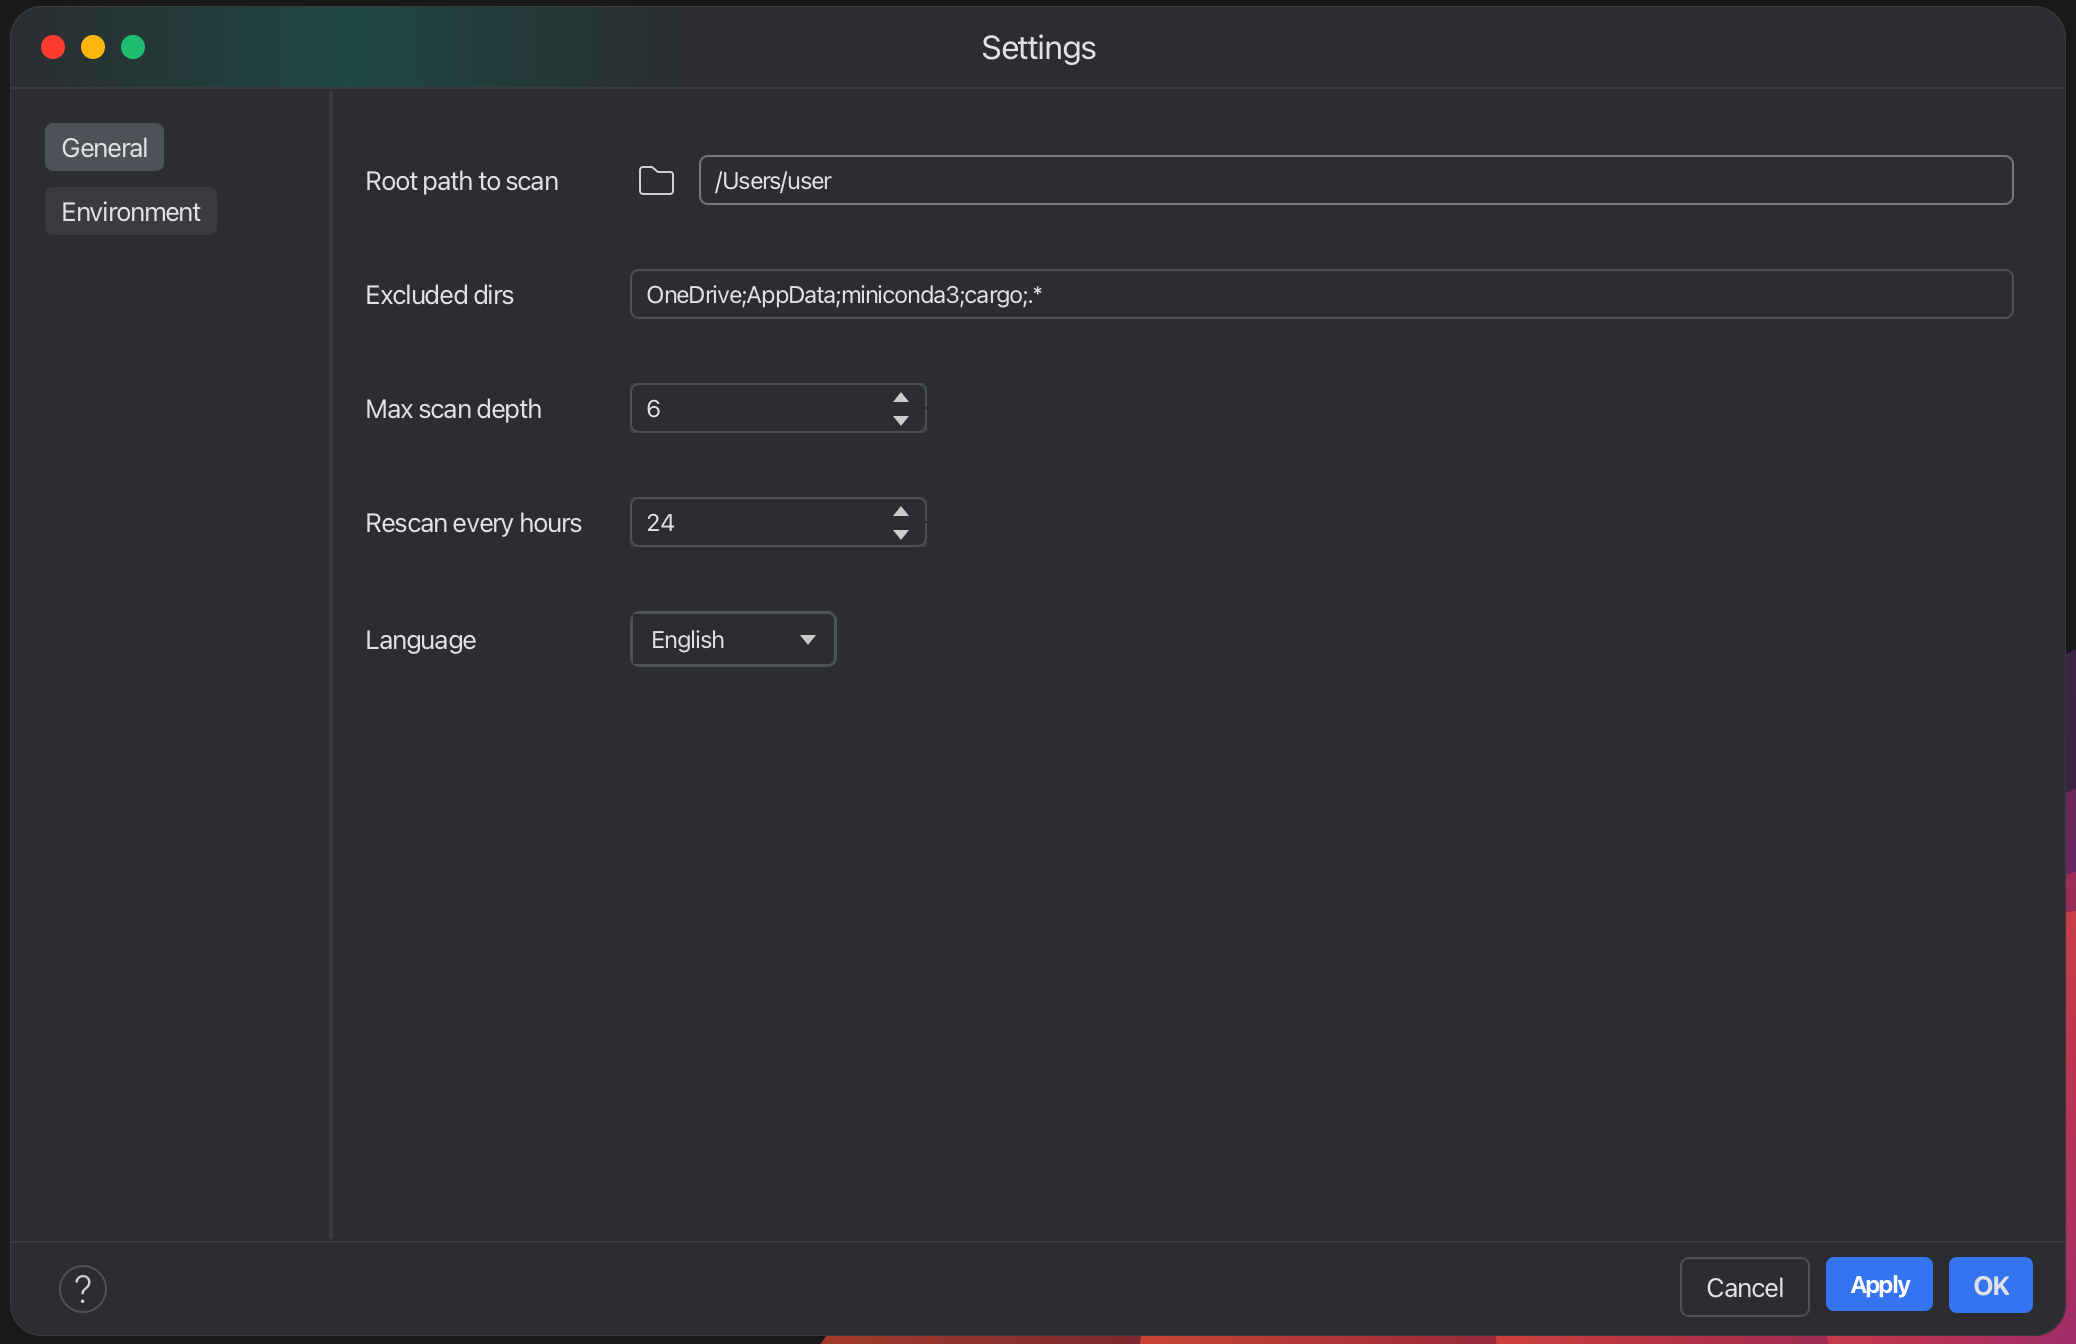 Settings
General
Environment
Root path to scan
/Users/user
Excluded dirs
OneDrive;AppData;miniconda3;cargo;.*
Max scan depth
6
Rescan every hours
24
Language
English
?
Cancel
Apply
OK